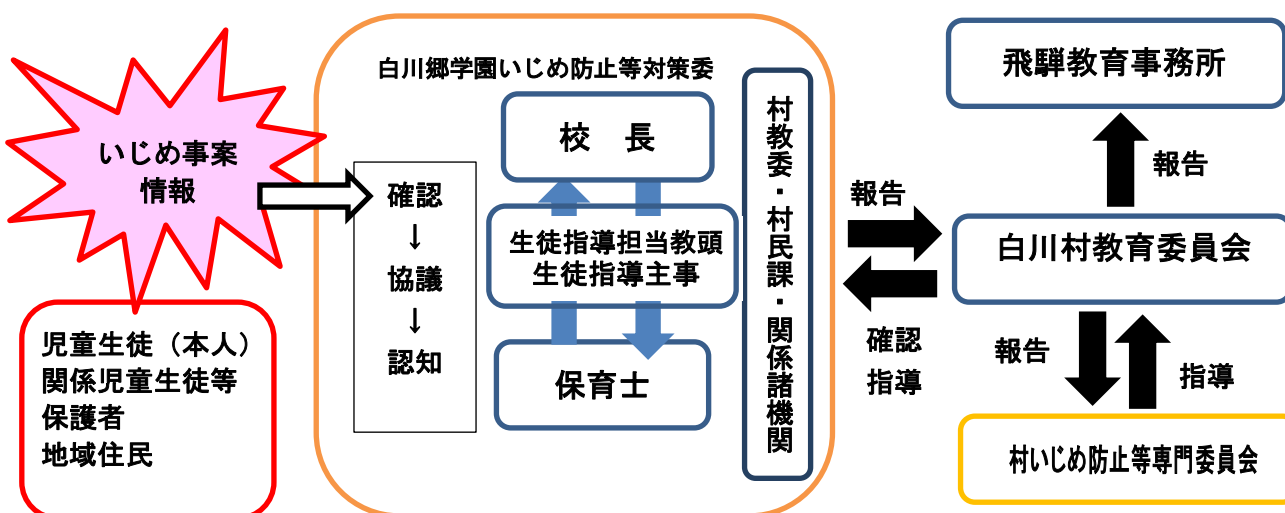 いじめ事案
情報
児童生徒（本人）
関係児童生徒等
保護者
地域住民
白川郷学園いじめ防止等対策委
確認
↓
協議
↓
認知
校　長
生徒指導担当教頭
生徒指導主事
保育士
村教委・村民課・関係諸機関
報告
確認
指導
飛騨教育事務所
報告
白川村教育委員会
報告
指導
村いじめ防止等専門委員会